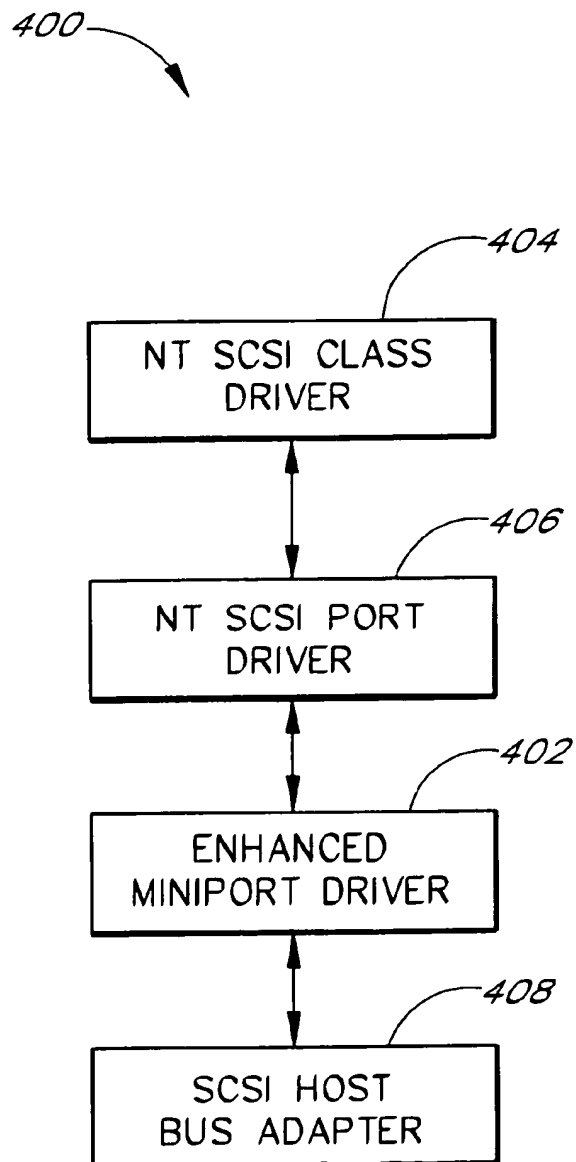 400
404
NT SCSI CLASS
DRIVER
406
NT SCSI PORT
DRIVER
402
ENHANCED
MINIPORT DRIVER
408
SCSI HOST
BUS ADAPTER